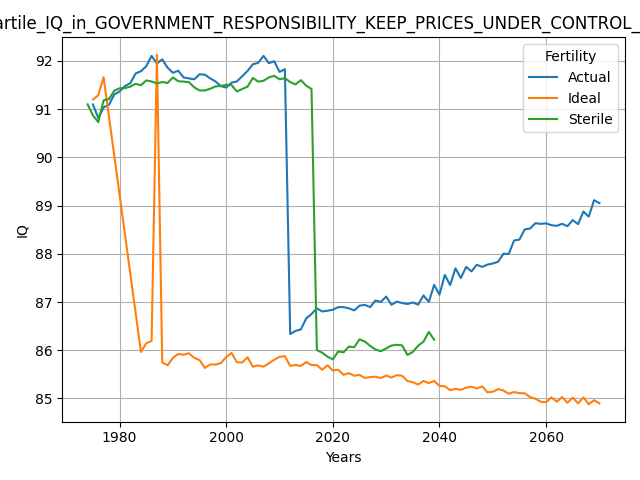 artile_IQ_in_GOVERNMENT_RESPONSIBILITY_KEEP_PRICES_UNDER_CONTROL_
Fertility
Actual
Ideal
Sterile
IQ
92
91
90
89
88
87
86
85
1980 2000 2020 2040 2060
Years